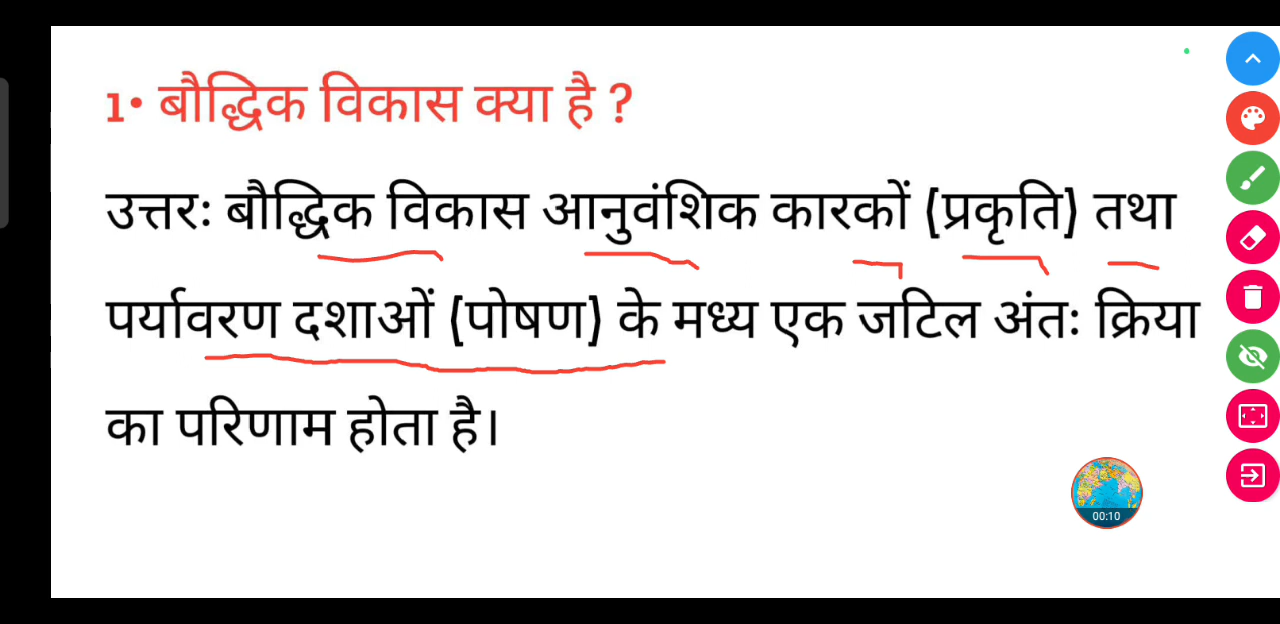 1• बौद्धिक विकास क्या है ?
उत्तरः बौद्धिक विकास आनुवंशिक कारकों (प्रकृति) तथा
पर्यावरण दशाओं (पोषण) के मध्य एक जटिल अंतः क्रिया
का परिणाम होता है।
00:10